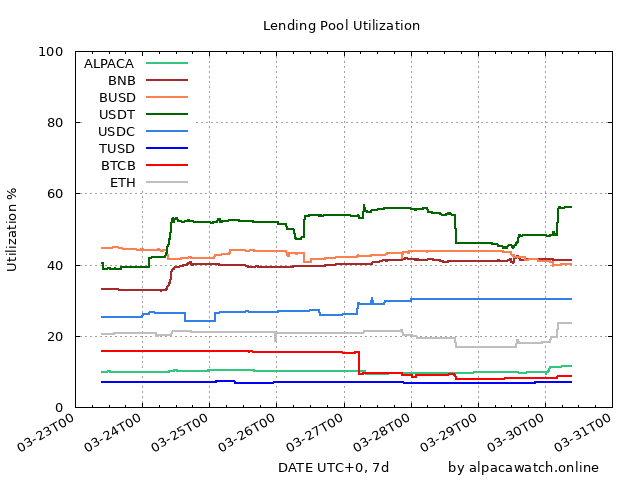 Lending Pool Utilization
100
80
60
40
20
0
Utilization %
ALPACA
BNB
BUSD
USDT
USDC
TUSD
BTCB
ETH
03-23T00
03-24T00
03-25T00
03-26T00
03-27T00
03-28T00
03-29T00
03-30T00
03-31T00
DATE UTC+0, 7d
by alpacawatch.online